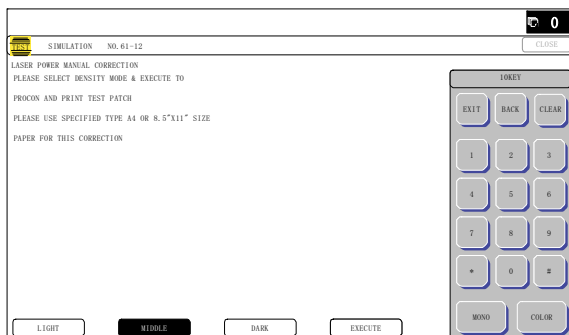 0
TEST SIMULATION NO.61-12 CLOSE
LASER POWER MANUAL CORRECTION
PLEASE SELECT DENSITY MODE & EXECUTE TO
PROCON AND PRINT TEST PATCH
PLEASE USE SPECIFIED TYPE A4 OR 8.5"X11" SIZE
PAPER FOR THIS CORRECTION
10KEY
EXIT BACK CLEAR
1 2 3
4 5 6
7 8 9
* 0 #
MONO COLOR
LIGHT MIDDLE DARK EXECUTE